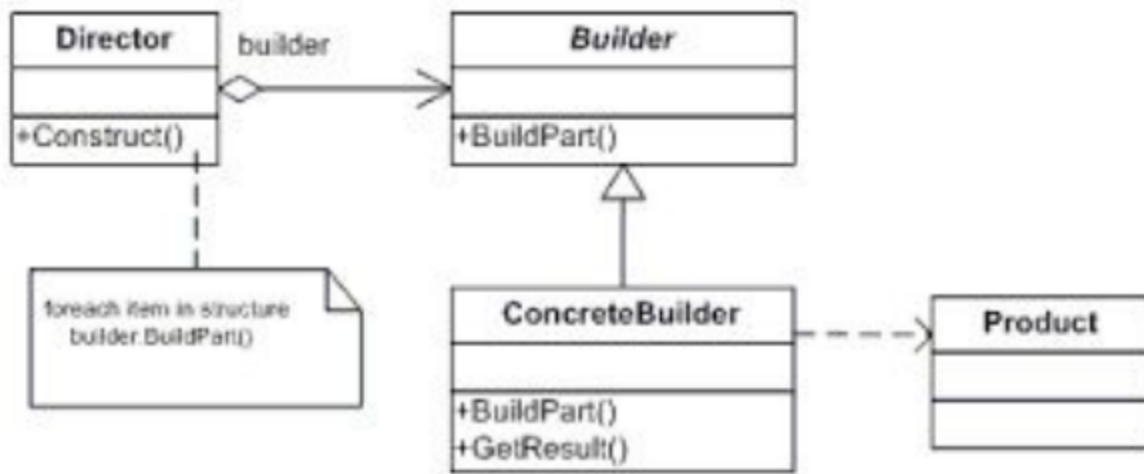 Director
builder
Builder
+Construct()
+BuildPart()
foreach item in structure
builder.BuildPart()
ConcreteBuilder
Product
+BuildPart()
+GetResult()